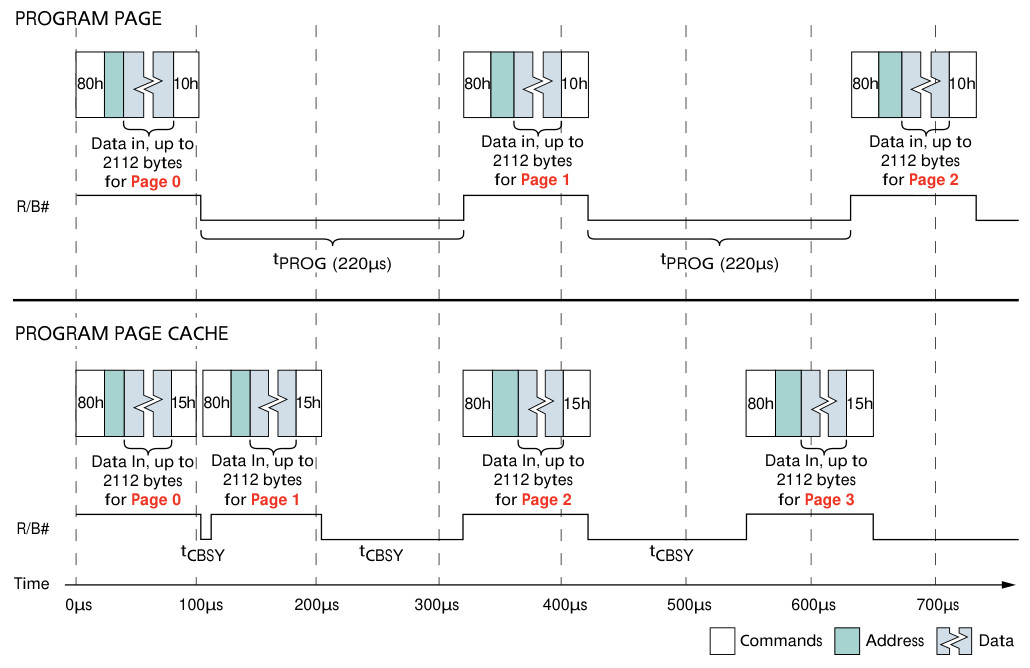 PROGRAM PAGE
80h 10h 80h 10h 80h 10h
Data in, up to
2112 bytes
for Page 0
Data in, up to
2112 bytes
for Page 1
Data in, up to
2112 bytes
for Page 2
R/B#
tPROG (220µs) tPROG (220µs)
PROGRAM PAGE CACHE
80h 15h 80h 15h 80h 15h 80h 15h
Data In, up to
2112 bytes
for Page 0
Data In, up to
2112 bytes
for Page 1
Data In, up to
2112 bytes
for Page 2
Data In, up to
2112 bytes
for Page 3
R/B#
tCBSY tCBSY tCBSY
Time
0µs 100µs 200µs 300µs 400µs 500µs 600µs 700µs
Commands Address Data